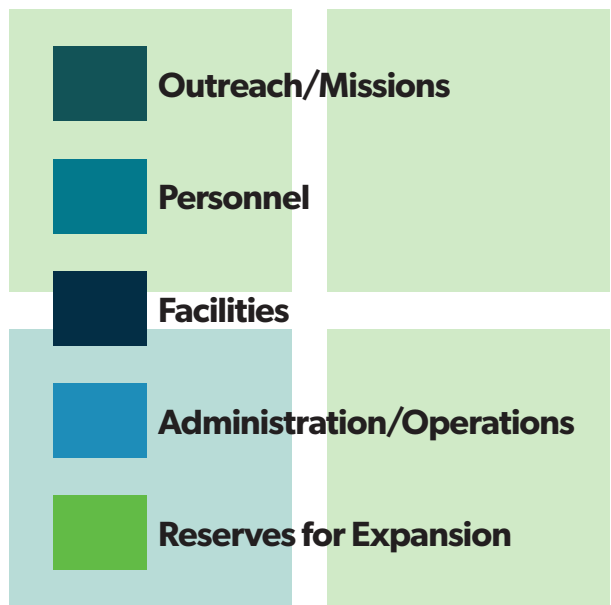 Outreach/Missions
Personnel
Facilities
Administration/Operations
Reserves for Expansion